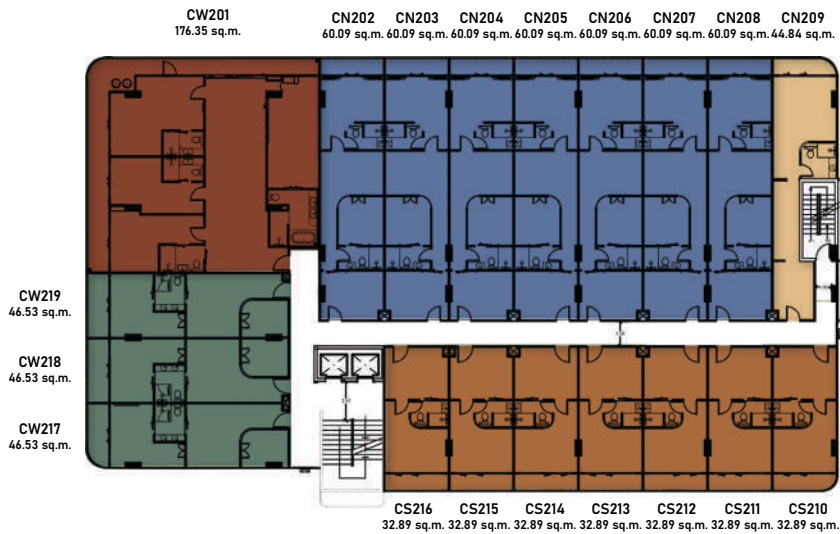 CW201
176.35 sq.m.
CN202 CN203 CN204 CN205 CN206 CN207 CN208 CN209
60.09 sq.m. 60.09 sq.m. 60.09 sq.m. 60.09 sq.m. 60.09 sq.m. 60.09 sq.m. 60.09 sq.m. 44.84 sq.m.
CW219
46.53 sq.m.
CW218
46.53 sq.m.
CW217
46.53 sq.m.
CS216 CS215 CS214 CS213 CS212 CS211 CS210
32.89 sq.m. 32.89 sq.m. 32.89 sq.m. 32.89 sq.m. 32.89 sq.m. 32.89 sq.m. 32.89 sq.m.